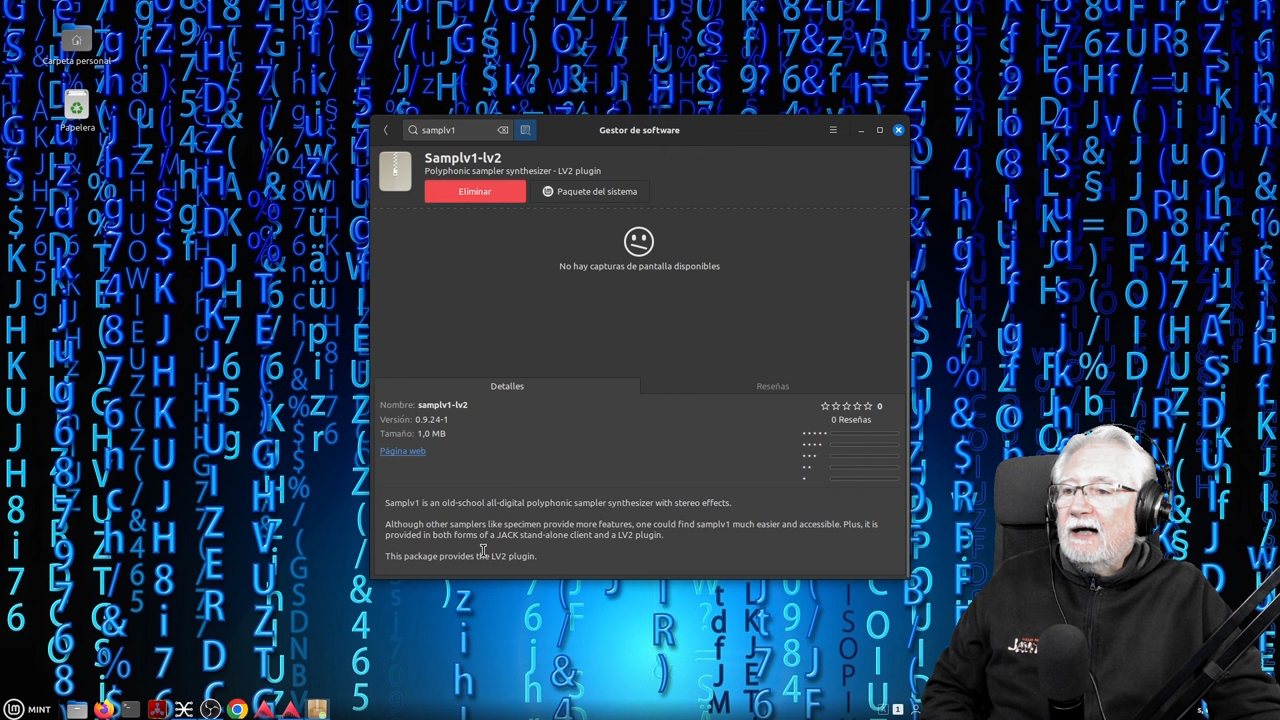 Carpeta personal
Papelera
samplv1
Gestor de software
Samplv1-lv2
Polyphonic sampler synthesizer - LV2 plugin
Eliminar
Paquete del sistema
No hay capturas de pantalla disponibles
Detalles
Reseñas
Nombre: samplv1-lv2
Versión: 0.9.24-1
Tamaño: 1,0 MB
Página web
0
0 Reseñas
Samplv1 is an old-school all-digital polyphonic sampler synthesizer with stereo effects.
Although other samplers like specimen provide more features, one could find samplv1 much easier and accessible. Plus, it is
provided in both forms of a JACK stand-alone client and a LV2 plugin.
This package provides the LV2 plugin.
MINT
1